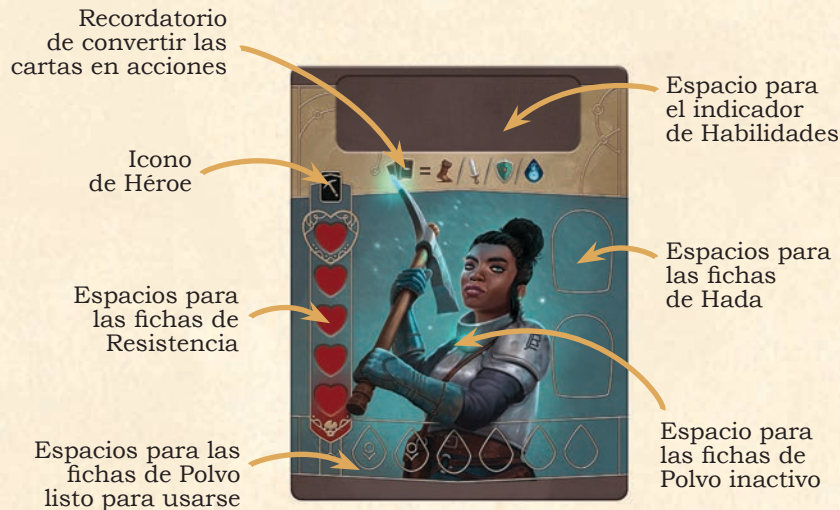 Recordatorio
de convertir las
cartas en acciones
Icono
de Héroe
Espacios para
las fichas de
Resistencia
Espacios para las
fichas de Polvo
listo para usarse
Espacio para
el indicador
de Habilidades
Espacios para
las fichas
de Hada
Espacio para
las fichas de
Polvo inactivo